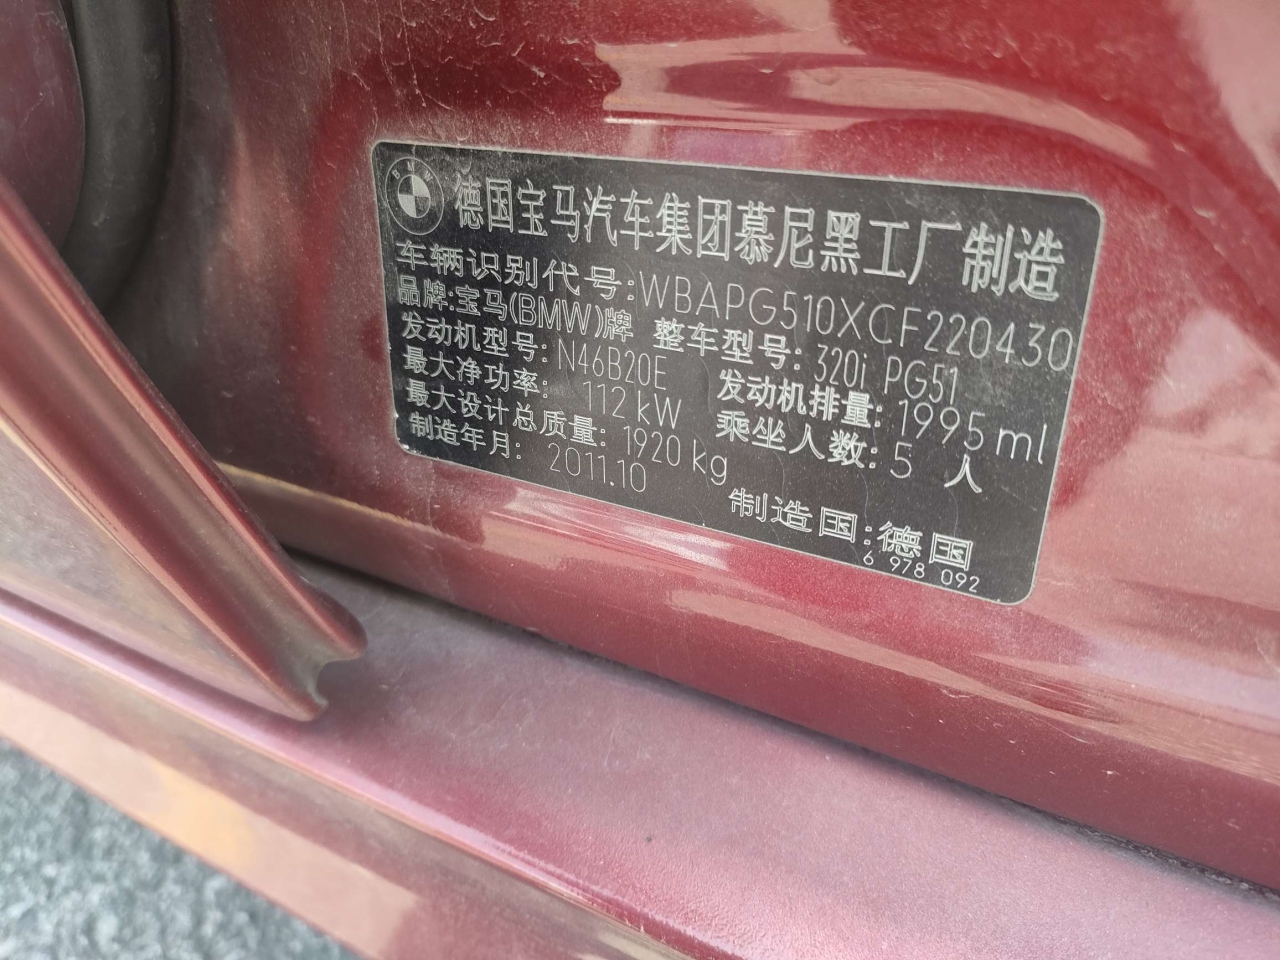 BMW
德国宝马汽车集团慕尼黑工厂制造
车辆识别代号:WBAPG510XCF220430
品牌:宝马(BMW)牌 整车型号:320i PG51
发动机型号:N46B20E 发动机排量:1995ml
最大净功率: 112kW 乘坐人数:5 人
最大设计总质量: 1920 kg
制造年月: 2011.10
制造国:德国
6 978 092